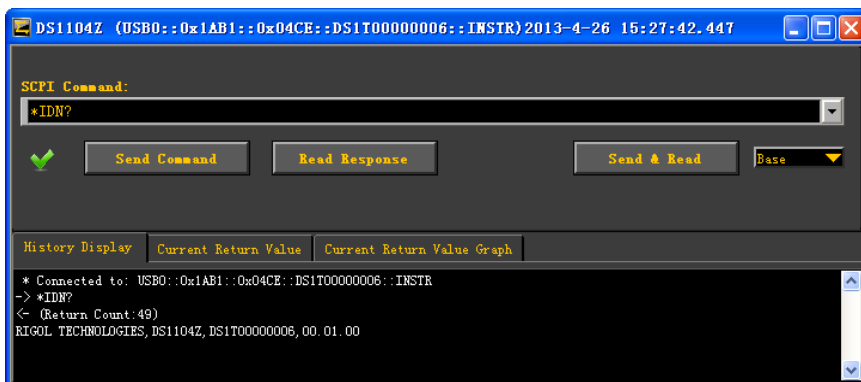 DS1104Z (USB0::0x1AB1::0x04CE::DS1T00000006::INSTR)2013-4-26 15:27:42.447
SCPI Command:
*IDN?
Send Command Read Response Send & Read Base
History Display Current Return Value Current Return Value Graph
* Connected to: USB0::0x1AB1::0x04CE::DS1T00000006::INSTR
-> *IDN?
<- (Return Count:49)
RIGOL TECHNOLOGIES,DS1104Z,DS1T00000006,00.01.00